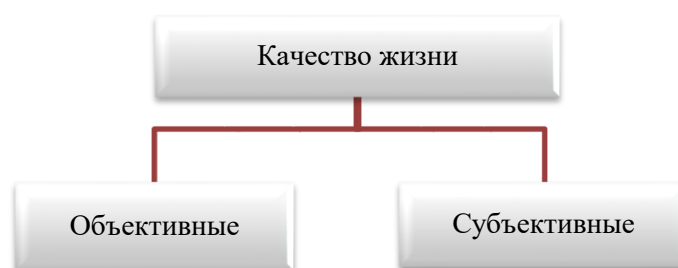 Качество жизни
Объективные
Субъективные